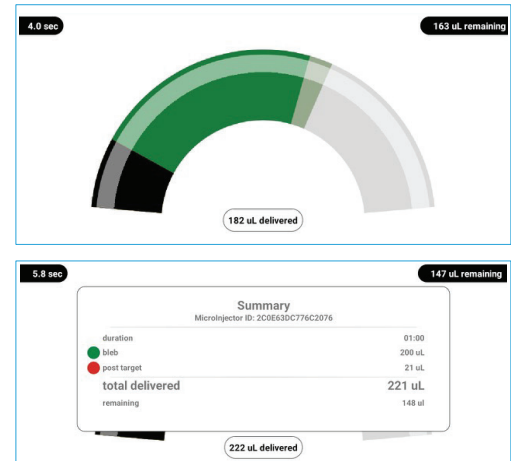 4.0 sec
163 uL remaining
182 uL delivered
5.8 sec
147 uL remaining
Summary
MicroInjector ID: 2C0E63DC776C2076
duration 01:00
bleb 200 uL
post target 21 uL
total delivered 221 uL
remaining 148 ul
222 uL delivered